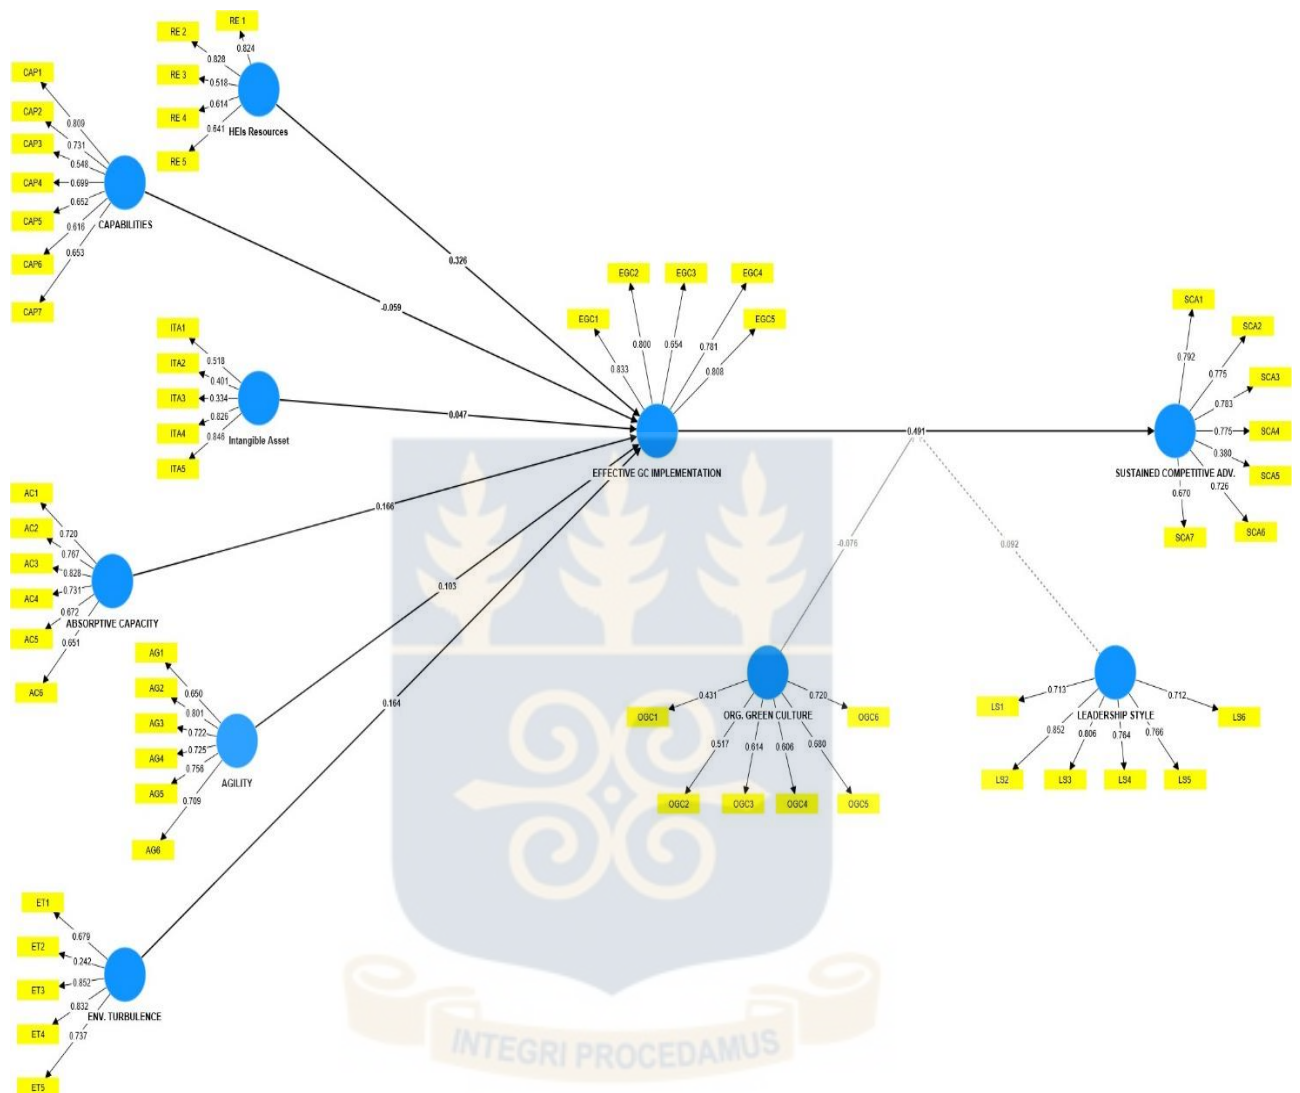 RE 1
RE 2
0.824
0.828
RE 3
0.518
RE 4
0.614
0.641
RE 5
HEIs Resources
CAP1
CAP2
CAP3
CAP4
CAP5
CAP6
CAP7
0.809
0.731
0.548
0.699
0.652
0.616
0.653
CAPABILITIES
0.326
-0.059
ITA1
ITA2
ITA3
ITA4
ITA5
0.518
0.401
0.334
0.826
0.846
Intangible Asset
0.047
EGC1
EGC2
EGC3
EGC4
EGC5
0.833
0.800
0.654
0.781
0.808
EFFECTIVE GC IMPLEMENTATION
0.491
SCA1
SCA2
SCA3
SCA4
SCA5
SCA6
SCA7
0.792
0.775
0.783
0.775
0.380
0.726
0.670
SUSTAINED COMPETITIVE ADV.
AC1
AC2
AC3
AC4
AC5
AC6
0.720
0.767
0.828
0.731
0.672
0.651
ABSORPTIVE CAPACITY
0.166
AG1
AG2
AG3
AG4
AG5
AG6
0.650
0.801
0.722
0.725
0.756
0.709
AGILITY
0.103
0.164
-0.076
0.092
OGC1
OGC2
OGC3
OGC4
OGC5
OGC6
0.431
0.517
0.614
0.606
0.680
0.720
ORG. GREEN CULTURE
LS1
LS2
LS3
LS4
LS5
LS6
0.713
0.852
0.806
0.764
0.766
0.712
LEADERSHIP STYLE
ET1
ET2
ET3
ET4
ET5
0.679
0.242
0.852
0.832
0.737
ENV. TURBULENCE
INTEGRI PROCEDAMUS